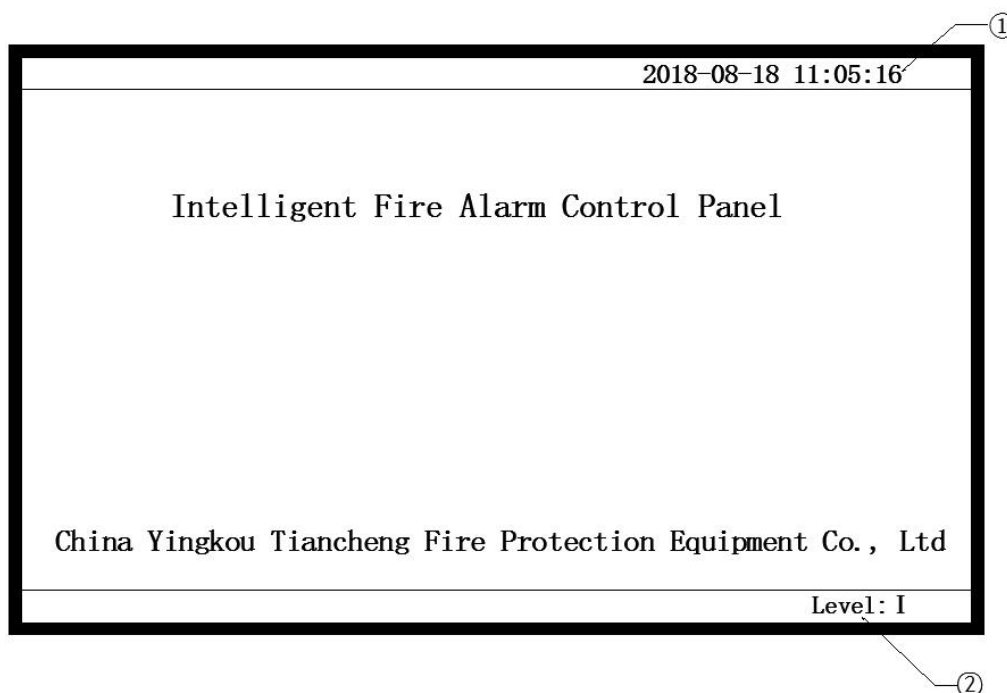 ①
2018-08-18 11:05:16
Intelligent Fire Alarm Control Panel
China Yingkou Tiancheng Fire Protection Equipment Co., Ltd
Level: I
②